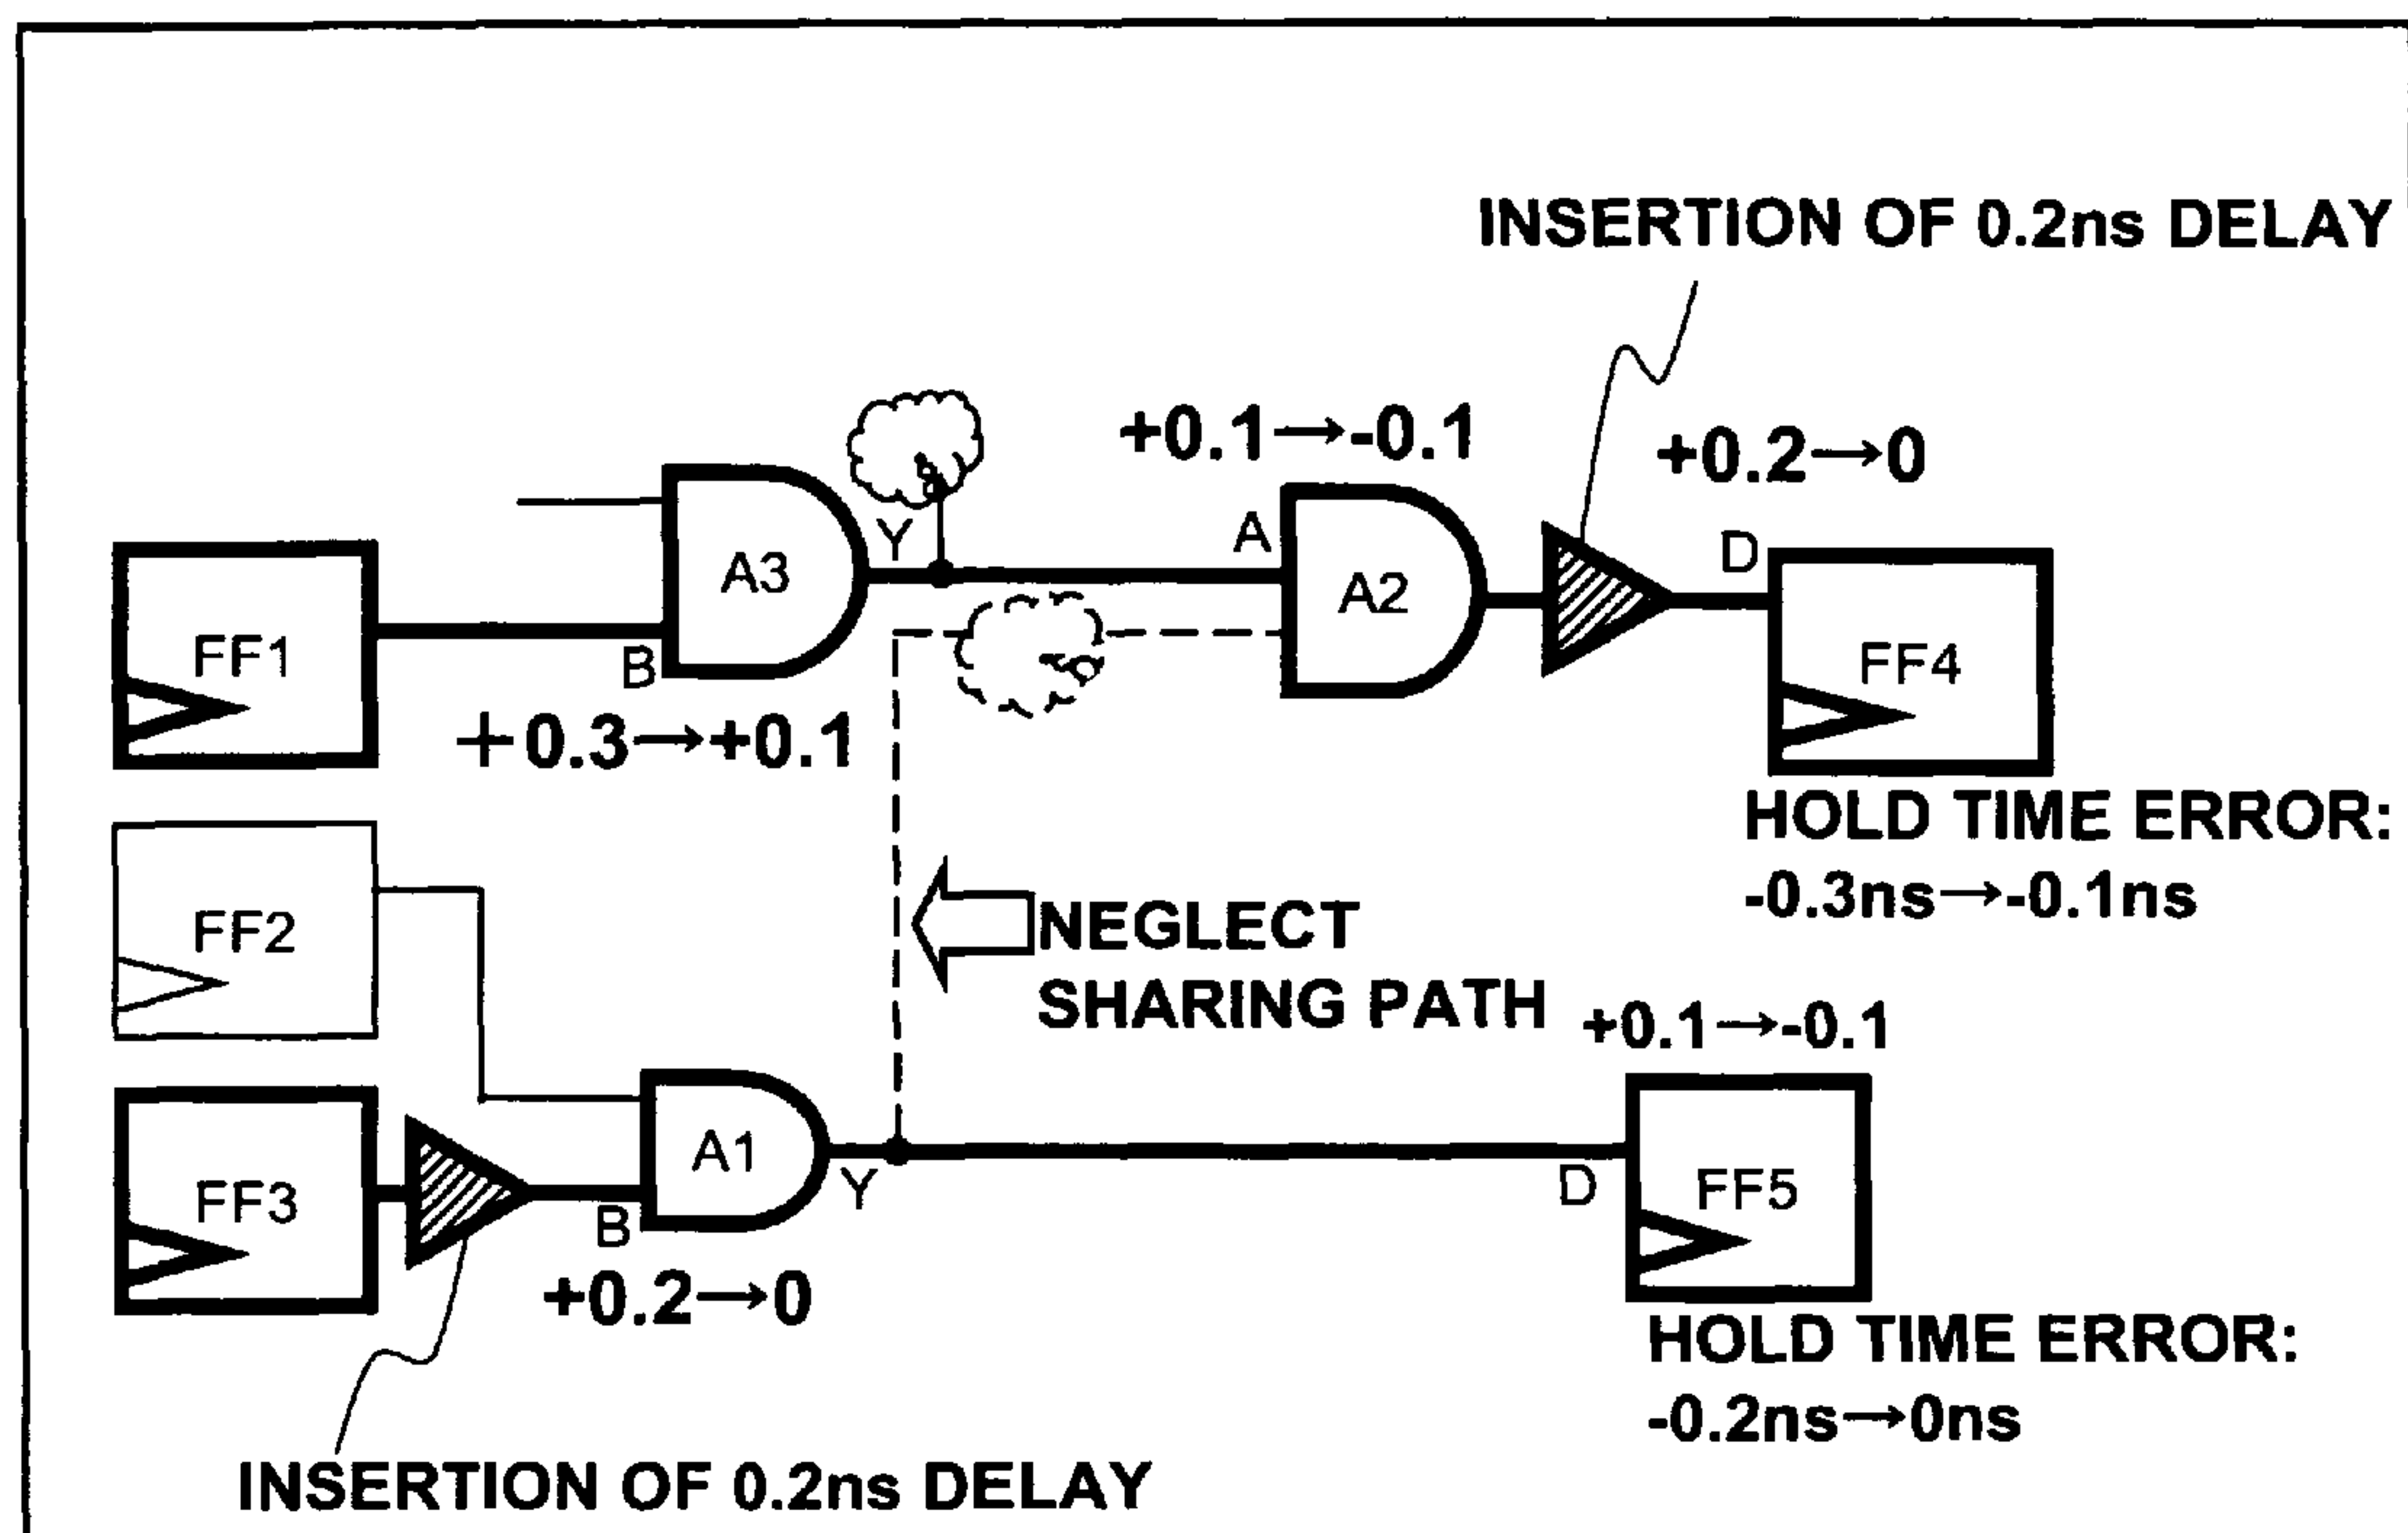 INSERTION OF 0.2ns DELAY
+0.1→-0.1
+0.2→0
Y
A
D
A3
A2
FF1
B
FF4
+0.3→+0.1
HOLD TIME ERROR:
-0.3ns→-0.1ns
FF2
NEGLECT
SHARING PATH
+0.1→-0.1
A1
FF3
B
Y
D
FF5
+0.2→0
HOLD TIME ERROR:
-0.2ns→0ns
INSERTION OF 0.2ns DELAY